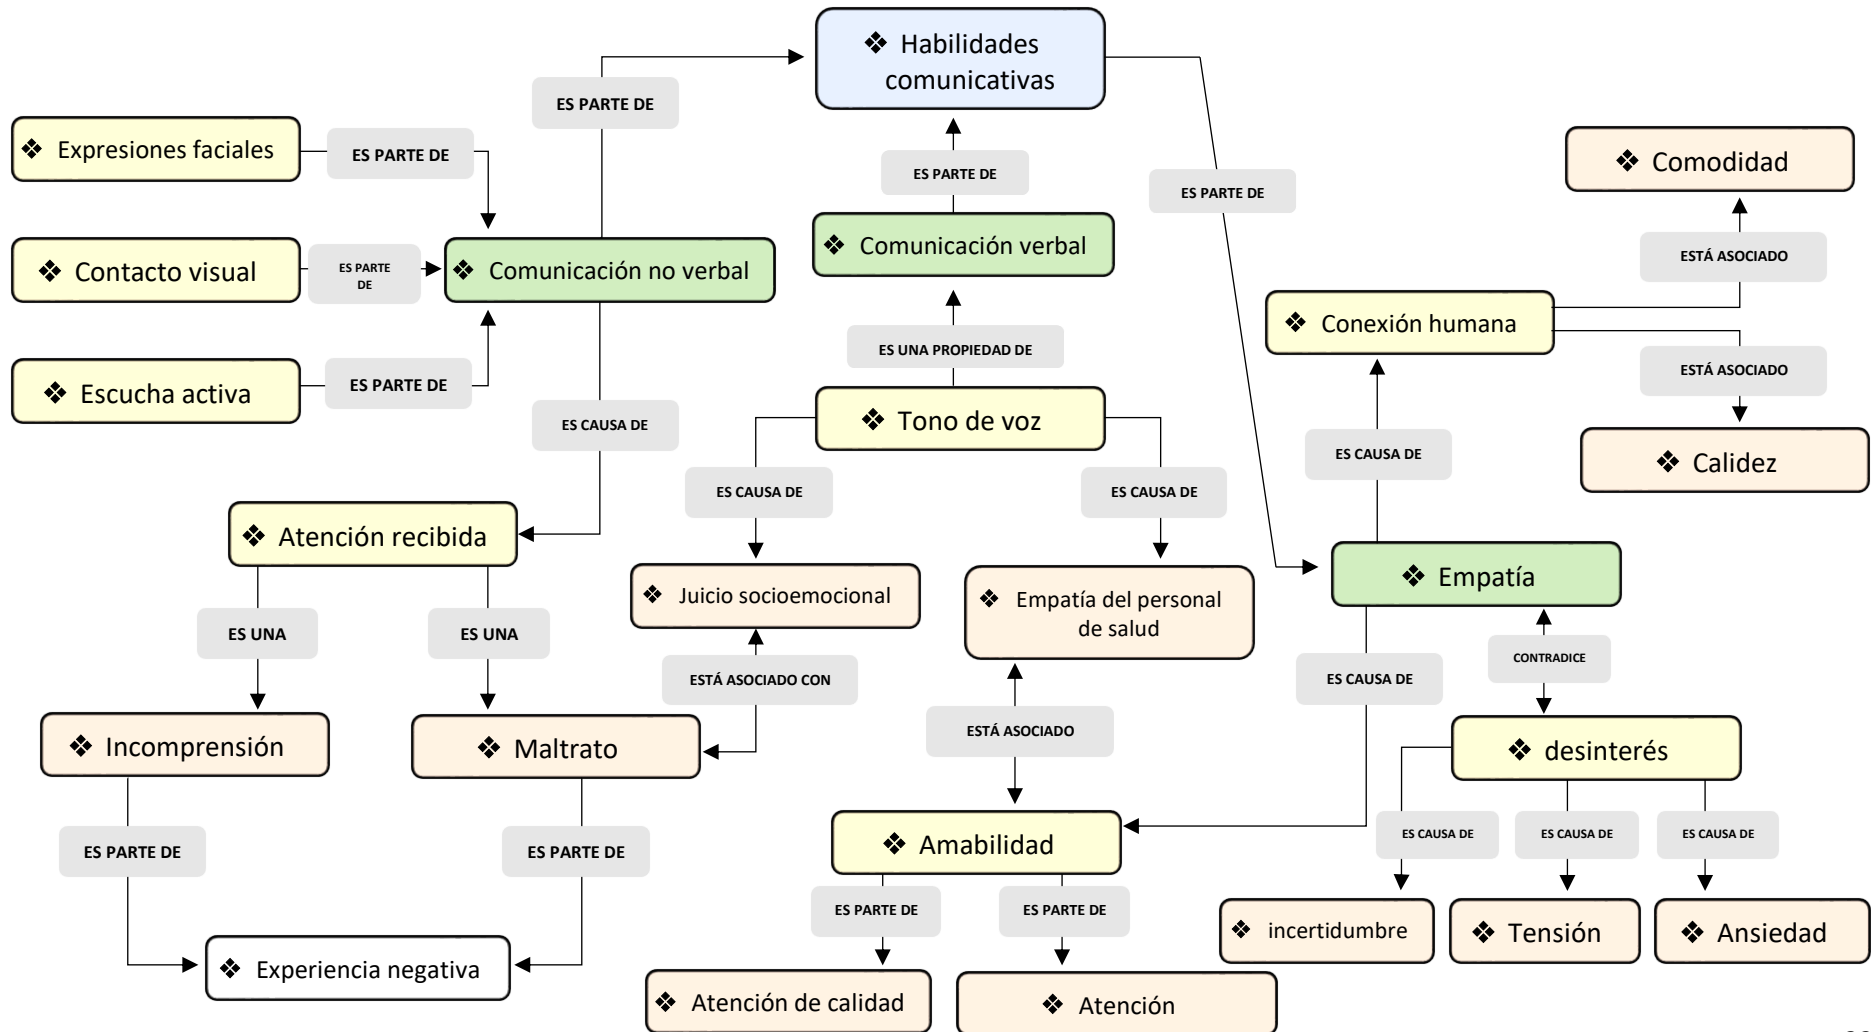 ❖ Habilidades
comunicativas
ES PARTE DE
❖ Expresiones faciales
ES PARTE DE
❖ Comodidad
ES PARTE DE
ES PARTE DE
❖ Contacto visual
ES PARTE
DE
❖ Comunicación no verbal
❖ Comunicación verbal
ESTÁ ASOCIADO
❖ Conexión humana
ES UNA PROPIEDAD DE
ESTÁ ASOCIADO
❖ Escucha activa
ES PARTE DE
ES CAUSA DE
❖ Tono de voz
ES CAUSA DE
❖ Calidez
ES CAUSA DE
ES CAUSA DE
❖ Atención recibida
❖ Juicio socioemocional
❖ Empatía del personal
de salud
❖ Empatía
ES UNA
ES UNA
ESTÁ ASOCIADO CON
ES CAUSA DE
CONTRADICE
❖ Incomprensión
❖ Maltrato
ESTÁ ASOCIADO
❖ desinterés
ES PARTE DE
ES PARTE DE
❖ Amabilidad
ES CAUSA DE
ES CAUSA DE
ES CAUSA DE
ES PARTE DE
ES PARTE DE
❖ incertidumbre
❖ Tensión
❖ Ansiedad
❖ Experiencia negativa
❖ Atención de calidad
❖ Atención